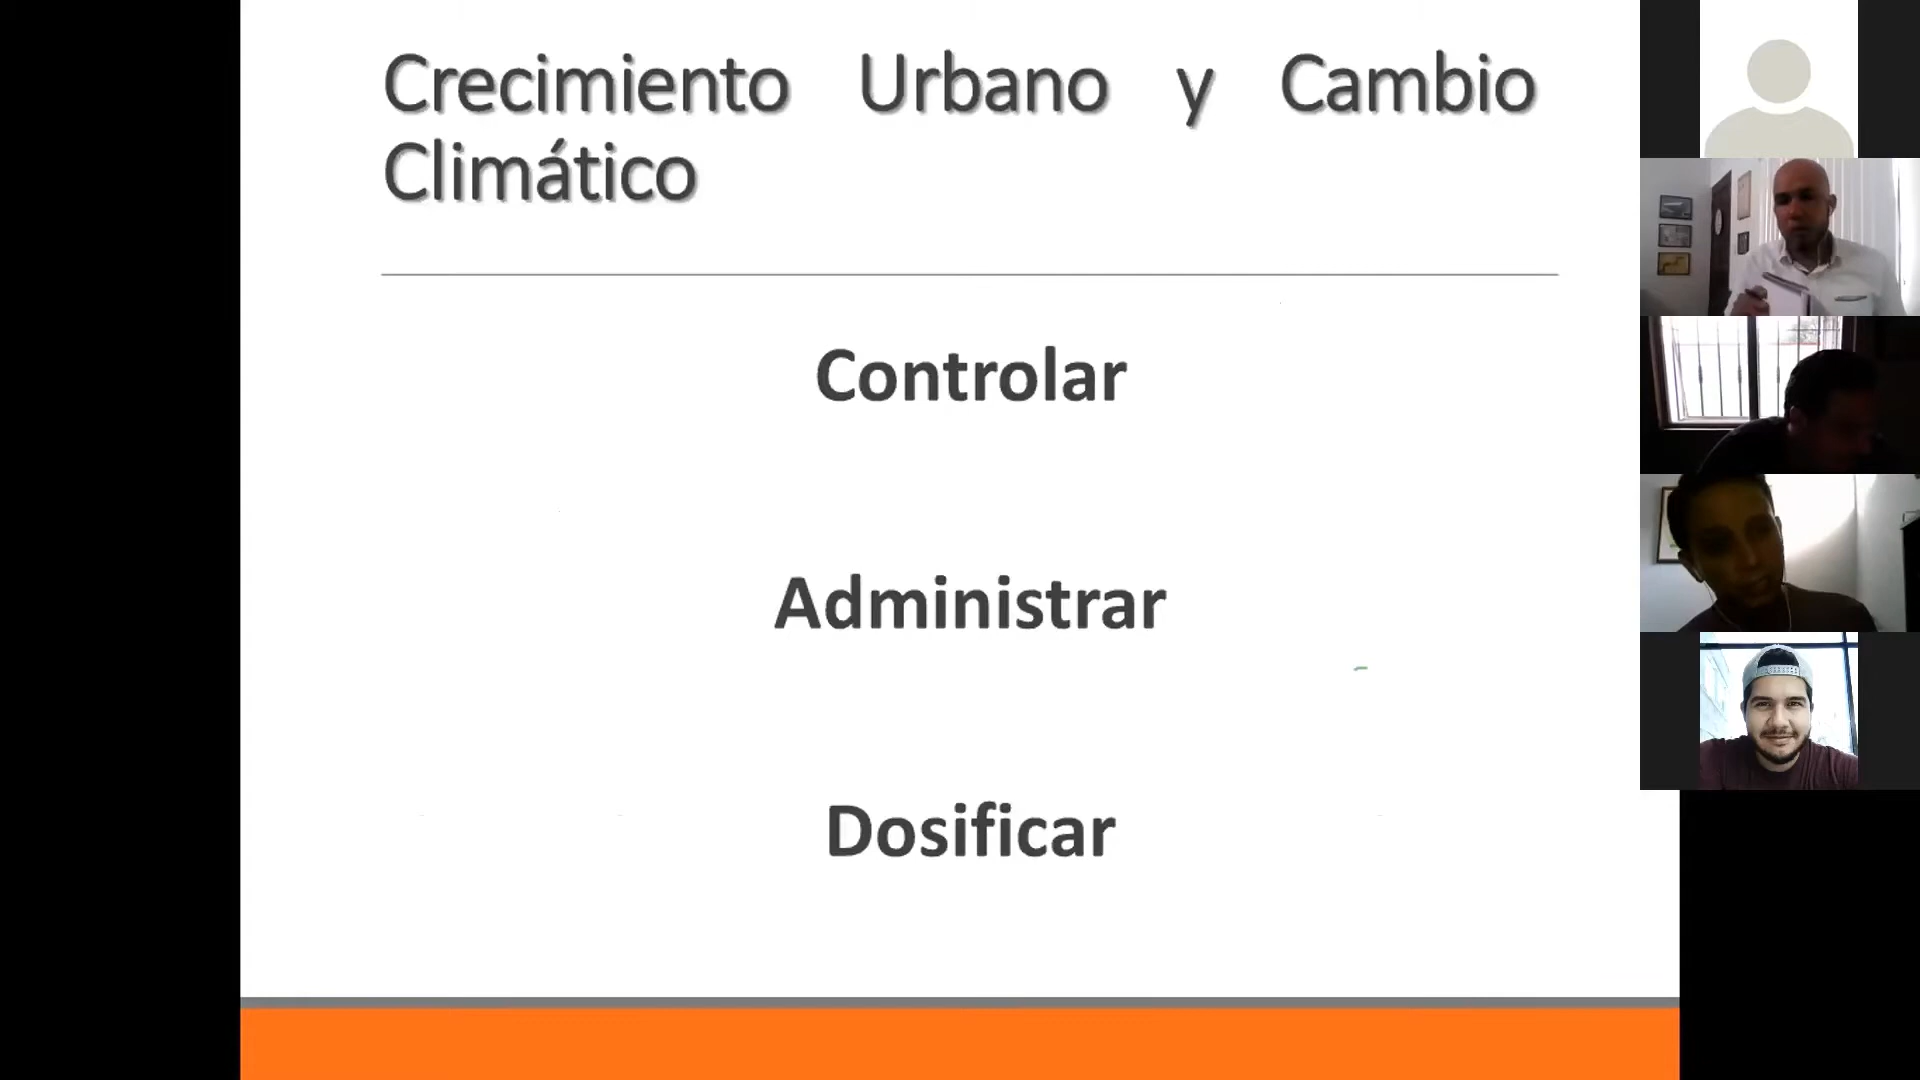 Crecimiento Urbano y Cambio
Climático
Controlar
Administrar
Dosificar